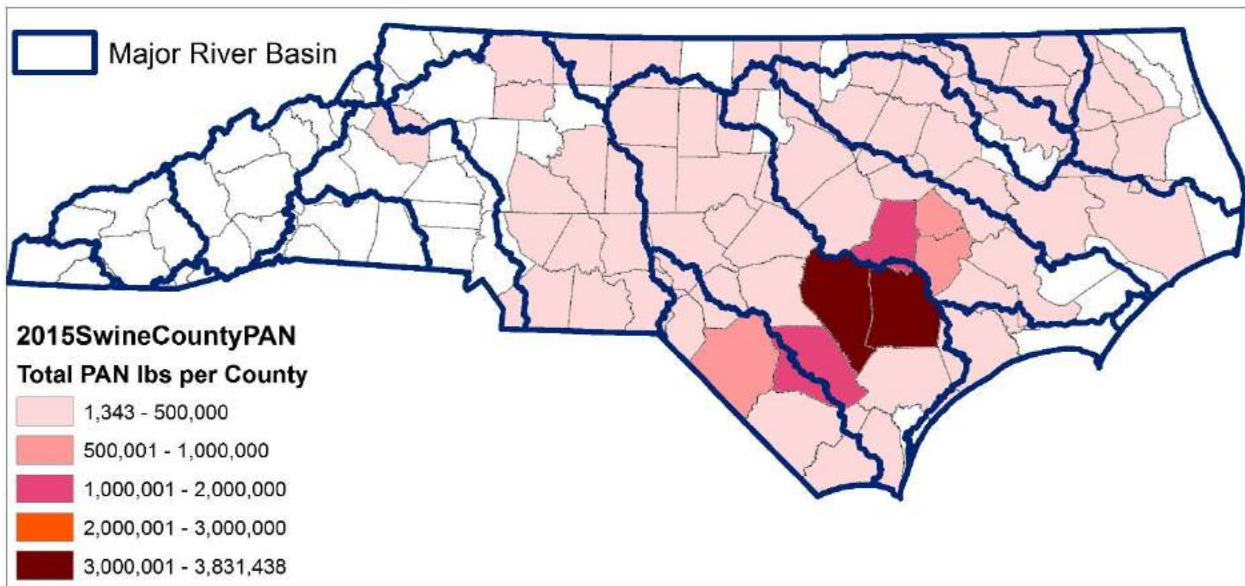 Major River Basin
2015SwineCountyPAN
Total PAN lbs per County
1,343 - 500,000
500,001 - 1,000,000
1,000,001 - 2,000,000
2,000,001 - 3,000,000
3,000,001 - 3,831,438